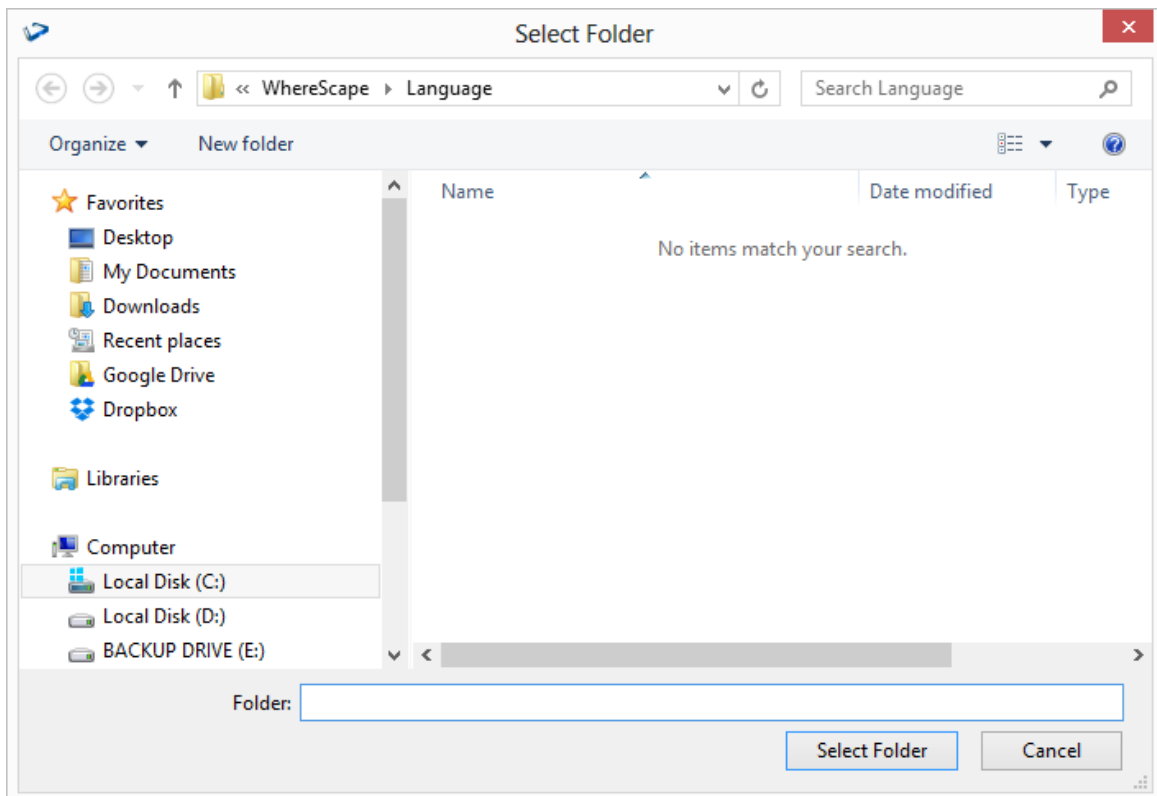 Select Folder
« WhereScape Language Search Language
Organize New folder
Name Date modified Type
No items match your search.
Favorites
Desktop
My Documents
Downloads
Recent places
Google Drive
Dropbox
Libraries
Computer
Local Disk (C:)
Local Disk (D:)
BACKUP DRIVE (E:)
Folder:
Select Folder Cancel